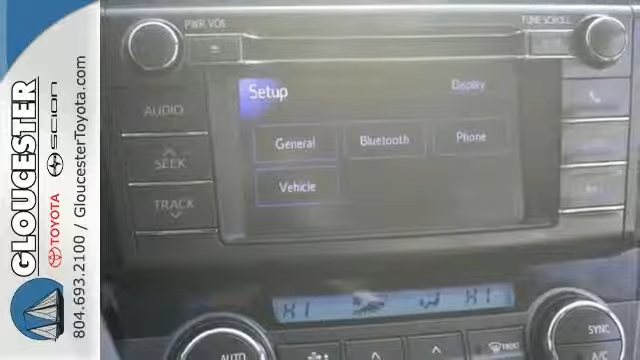 GLOUCESTER
TOYOTA SCION
804.693.2100 / GloucesterToyota.com
PWR VOL
TUNE SCROLL
AUDIO
SEEK
TRACK
Setup
Display
General Bluetooth Phone
Vehicle
HI HI
AUTO
FRONT
SYNC
A/C